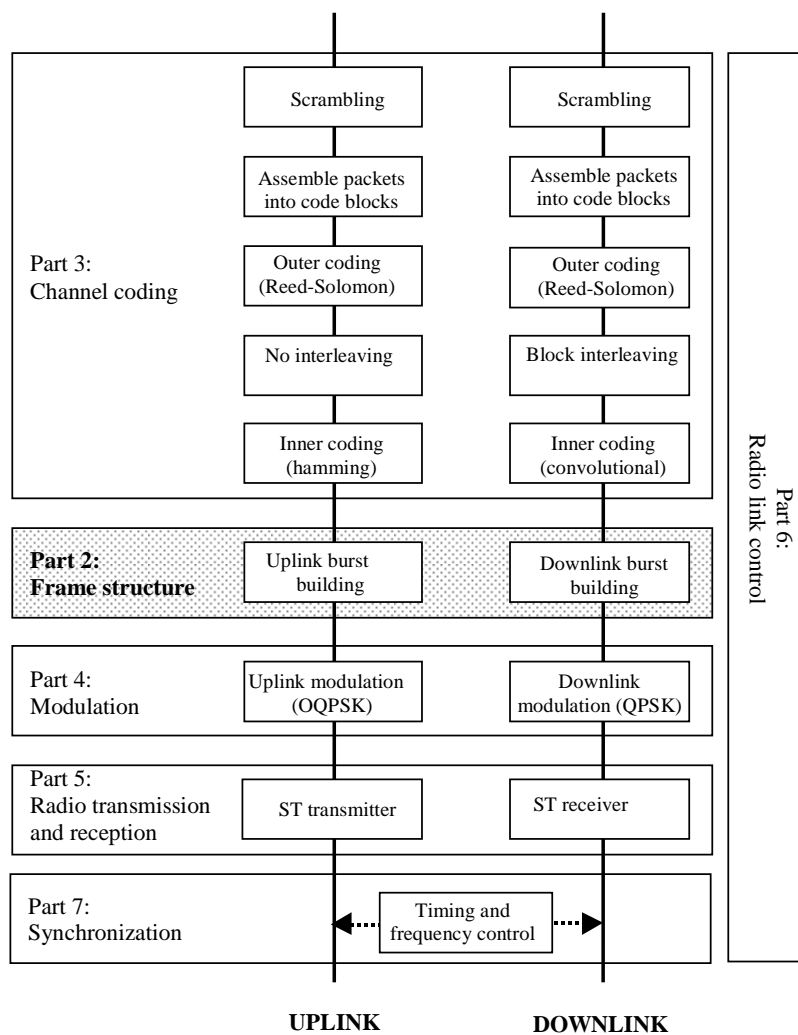 Scrambling
Scrambling
Assemble packets
into code blocks
Assemble packets
into code blocks
Part 3:
Channel coding
Outer coding
(Reed-Solomon)
Outer coding
(Reed-Solomon)
No interleaving
Block interleaving
Inner coding
(hamming)
Inner coding
(convolutional)
Part 6:
Radio link control
Part 2:
Frame structure
Uplink burst
building
Downlink burst
building
Part 4:
Modulation
Uplink modulation
(OQPSK)
Downlink
modulation (QPSK)
Part 5:
Radio transmission
and reception
ST transmitter
ST receiver
Part 7:
Synchronization
Timing and
frequency control
UPLINK
DOWNLINK